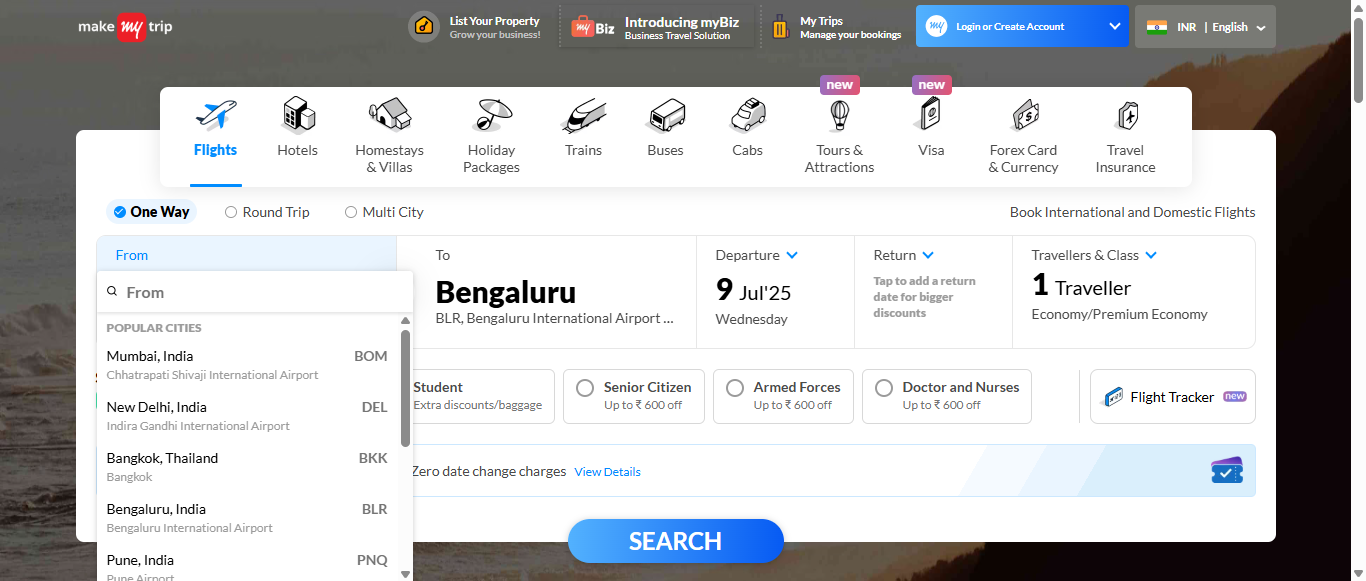 make my trip
List Your Property
Grow your business!
my Biz
Introducing myBiz
Business Travel Solution
My Trips
Manage your bookings
my
Login or Create Account
INR | English
new
new
Flights
Hotels
Homestays
& Villas
Holiday
Packages
Trains
Buses
Cabs
Tours &
Attractions
Visa
Forex Card
& Currency
Travel
Insurance
One Way
Round Trip
Multi City
Book International and Domestic Flights
From
To
Bengaluru
BLR, Bengaluru International Airport ...
Departure
9 Jul'25
Wednesday
Return
Tap to add a return
date for bigger
discounts
Travellers & Class
1 Traveller
Economy/Premium Economy
From
POPULAR CITIES
Mumbai, India
BOM
Chhatrapati Shivaji International Airport
New Delhi, India
DEL
Indira Gandhi International Airport
Bangkok, Thailand
BKK
Bangkok
Bengaluru, India
BLR
Bengaluru International Airport
Pune, India
PNQ
Pune Airport
Student
Extra discounts/baggage
Senior Citizen
Up to ₹ 600 off
Armed Forces
Up to ₹ 600 off
Doctor and Nurses
Up to ₹ 600 off
Flight Tracker new
Zero date change charges View Details
SEARCH